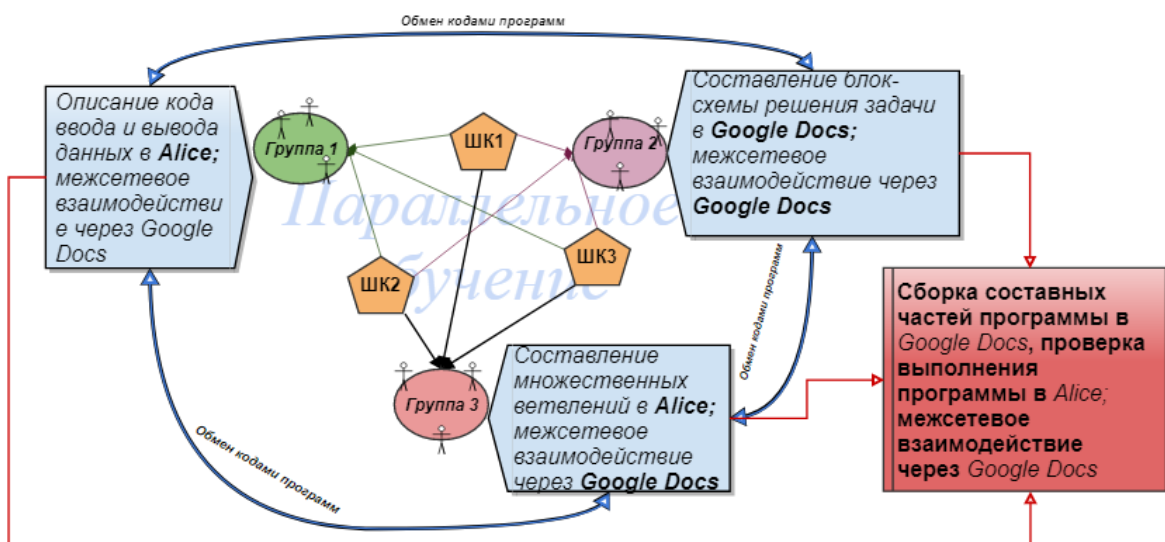 Обмен кодами программ
Описание кода
ввода и вывода
данных в Alice;
межсетевое
взаимодействи
е через Google
Docs
Группа 1
ШК1
Группа 2
Составление блок-
схемы решения задачи
в Google Docs;
межсетевое
взаимодействие через
Google Docs
Параллельное
обучение
ШК2
ШК3
Обмен кодами программ
Группа 3
Составление
множественных
ветвлений в Alice;
межсетевое
взаимодействие
через Google Docs
Обмен кодами программ
Сборка составных
частей программы в
Google Docs, проверка
выполнения
программы в Alice;
межсетевое
взаимодействие
через Google Docs